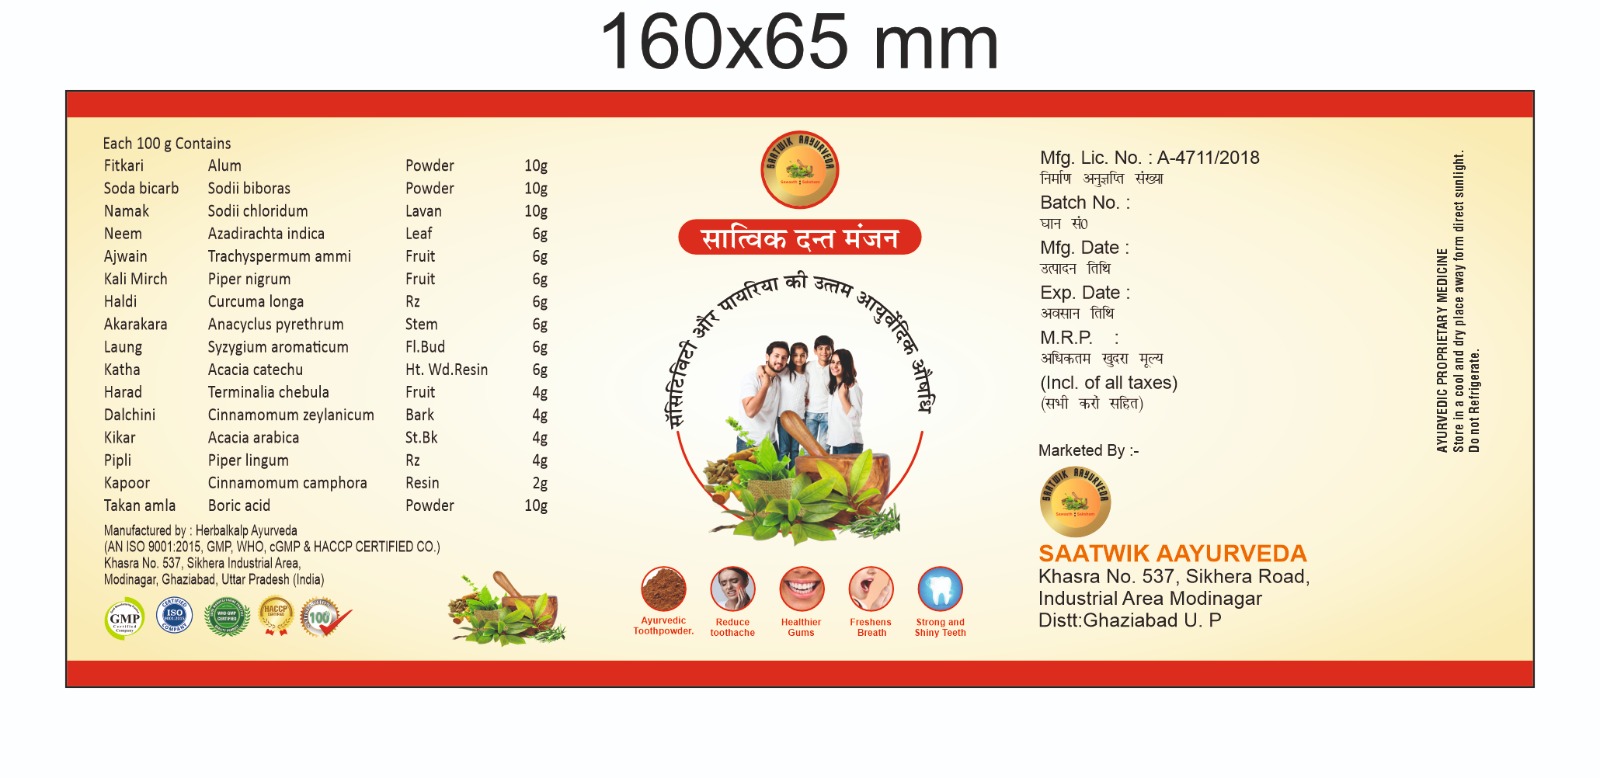 160x65 mm
Each 100 g Contains
Fitkari Alum Powder 10g
Soda bicarb Sodii biboras Powder 10g
Namak Sodii chloridum Lavan 10g
Neem Azadirachta indica Leaf 6g
Ajwain Trachyspermum ammi Fruit 6g
Kali Mirch Piper nigrum Fruit 6g
Haldi Curcuma longa Rz 6g
Akarakara Anacyclus pyrethrum Stem 6g
Laung Syzygium aromaticum Fl.Bud 6g
Katha Acacia catechu Ht. Wd.Resin 6g
Harad Terminalia chebula Fruit 4g
Dalchini Cinnamomum zeylanicum Bark 4g
Kikar Acacia arabica St.Bk 4g
Pipli Piper lingum Rz 4g
Kapoor Cinnamomum camphora Resin 2g
Takan amla Boric acid Powder 10g
Manufactured by : Herbalkalp Ayurveda
(AN ISO 9001:2015, GMP, WHO, cGMP & HACCP CERTIFIED CO.)
Khasra No. 537, Sikhera Industrial Area,
Modinagar, Ghaziabad, Uttar Pradesh (India)
GMP
Certified
Company
CERTIFIED
ISO
COMPANY
WHO-GMP
CERTIFIED
HACCP
100
SAATWIK AAYURVEDA
सात्विक दन्त मंजन
सेंसिटिविटी और पायरिया की उत्तम आयुर्वेदिक औषधि
Ayurvedic
Toothpowder.
Reduce
toothache
Healthier
Gums
Freshens
Breath
Strong and
Shiny Teeth
Mfg. Lic. No. : A-4711/2018
निर्माण अनुज्ञप्ति संख्या
Batch No. :
घान सं0
Mfg. Date :
उत्पादन तिथि
Exp. Date :
अवसान तिथि
M.R.P. :
अधिकतम खुदरा मूल्य
(Incl. of all taxes)
(सभी करो सहित)
Marketed By :-
SAATWIK AAYURVEDA
SAATWIK AAYURVEDA
Khasra No. 537, Sikhera Road,
Industrial Area Modinagar
Distt:Ghaziabad U. P
AYURVEDIC PROPRIETARY MEDICINE
Store in a cool and dry place away form direct sunlight.
Do not Refrigerate.